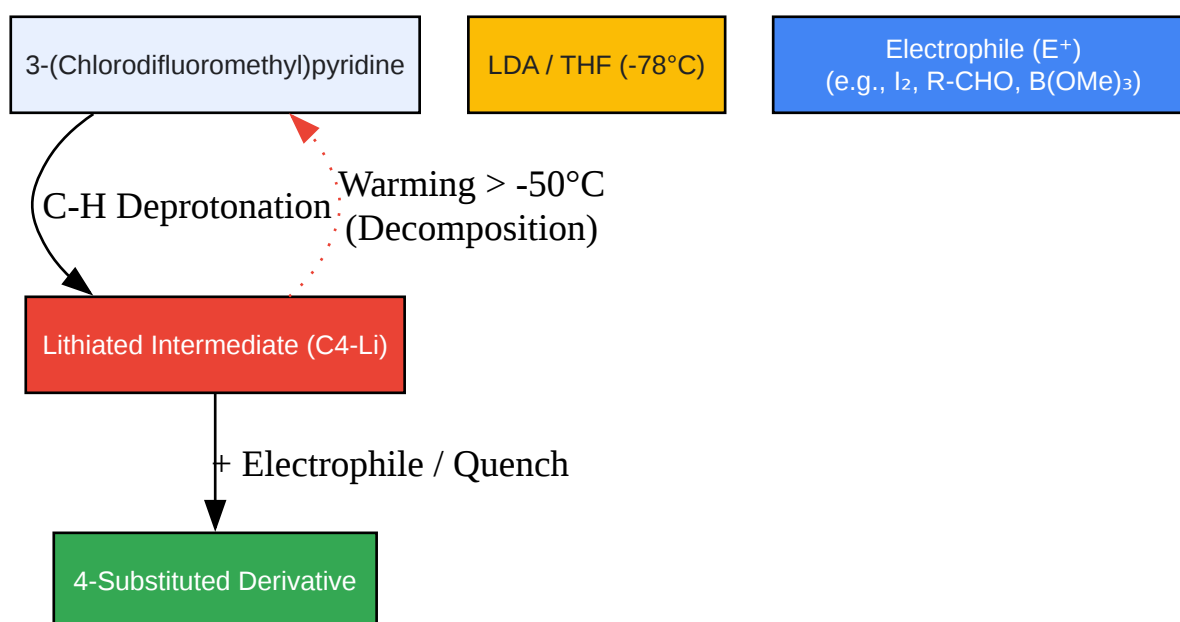 3-(Chlorodifluoromethyl)pyridine
LDA / THF (-78°C)
Electrophile (E⁺)
(e.g., I₂, R-CHO, B(OMe)₃)
C-H Deprotonation
Warming > -50°C
(Decomposition)
Lithiated Intermediate (C4-Li)
+ Electrophile / Quench
4-Substituted Derivative